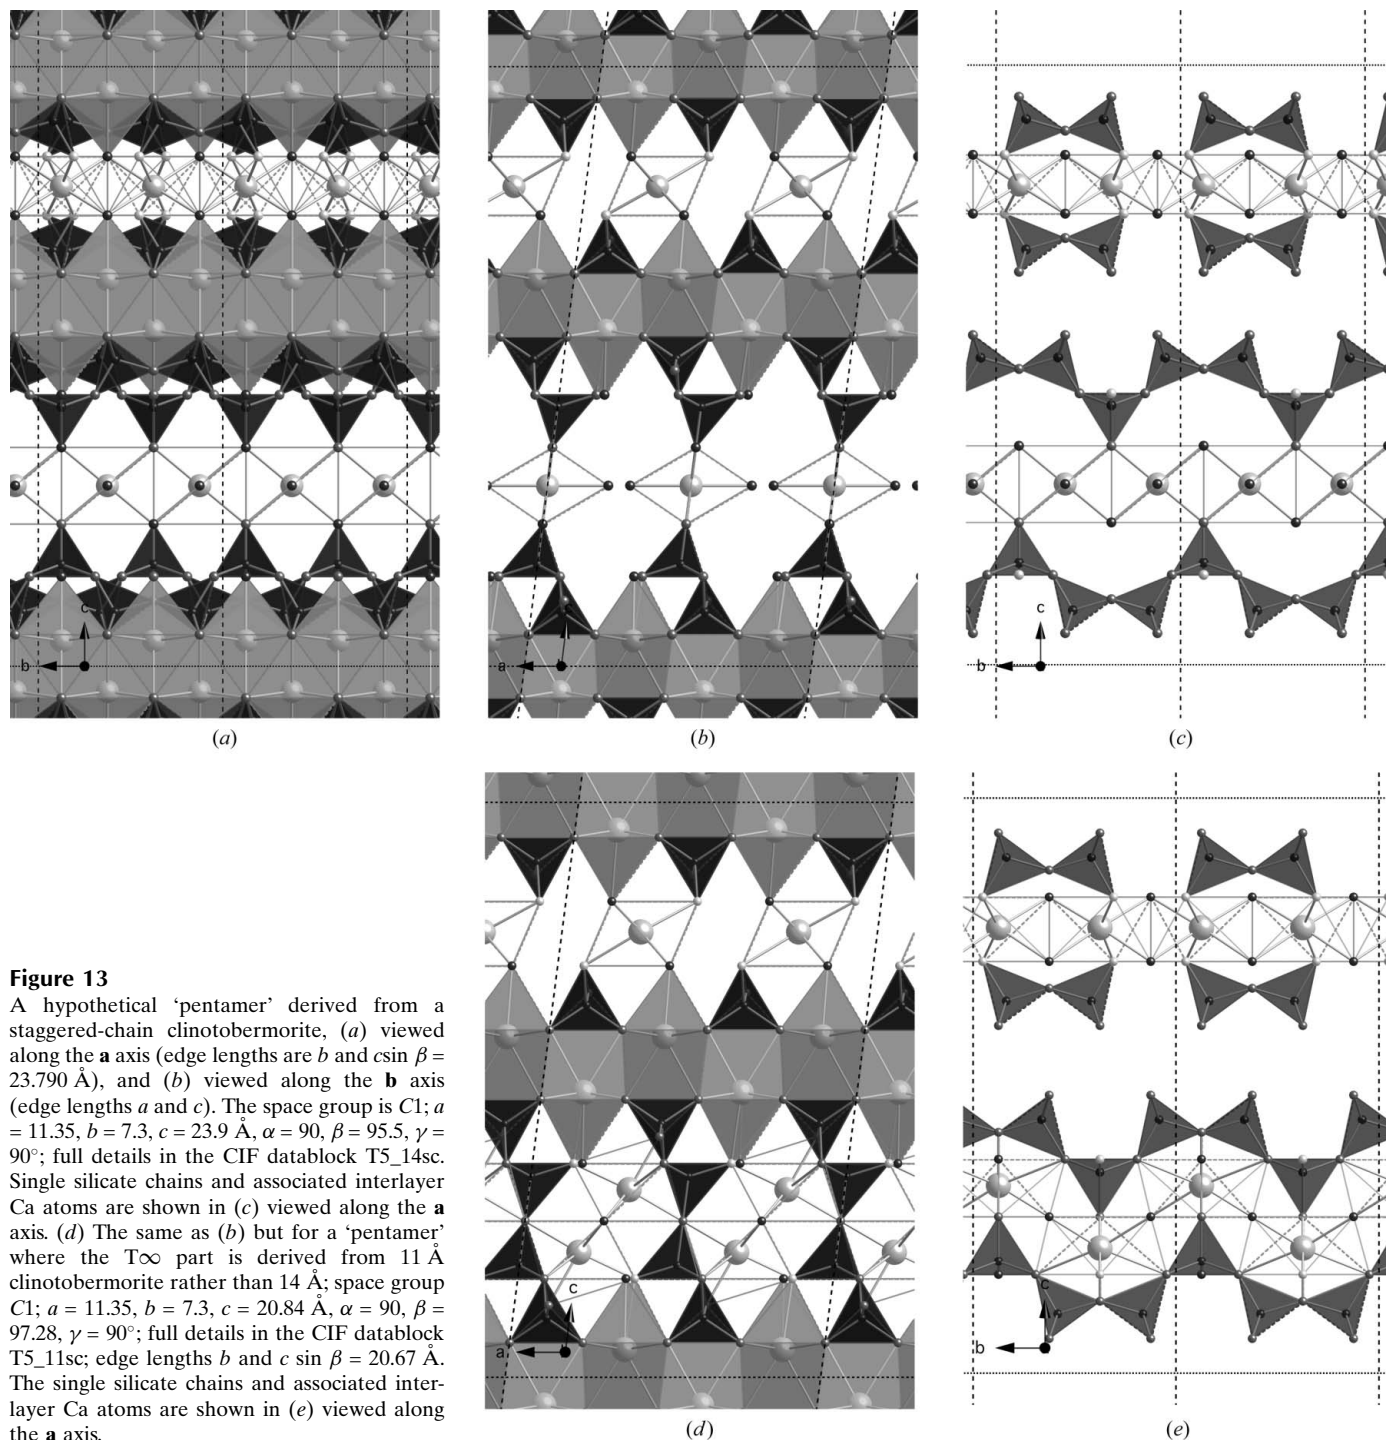 c
b
(a)
c
b
a
(b)
c
b
(c)
Figure 13
A hypothetical ‘pentamer’ derived from a
staggered-chain clinotobermorite, (a) viewed
along the a axis (edge lengths are b and csin β =
23.790 Å), and (b) viewed along the b axis
(edge lengths a and c). The space group is C1; a
= 11.35, b = 7.3, c = 23.9 Å, α = 90, β = 95.5, γ =
90°; full details in the CIF datablock T5_14sc.
Single silicate chains and associated interlayer
Ca atoms are shown in (c) viewed along the a
axis. (d) The same as (b) but for a ‘pentamer’
where the T∞ part is derived from 11 Å
clinotobermorite rather than 14 Å; space group
C1; a = 11.35, b = 7.3, c = 20.84 Å, α = 90, β =
97.28, γ = 90°; full details in the CIF datablock
T5_11sc; edge lengths b and c sin β = 20.67 Å.
The single silicate chains and associated inter-
layer Ca atoms are shown in (e) viewed along
the a axis.
c
a
(d)
c
b
(e)